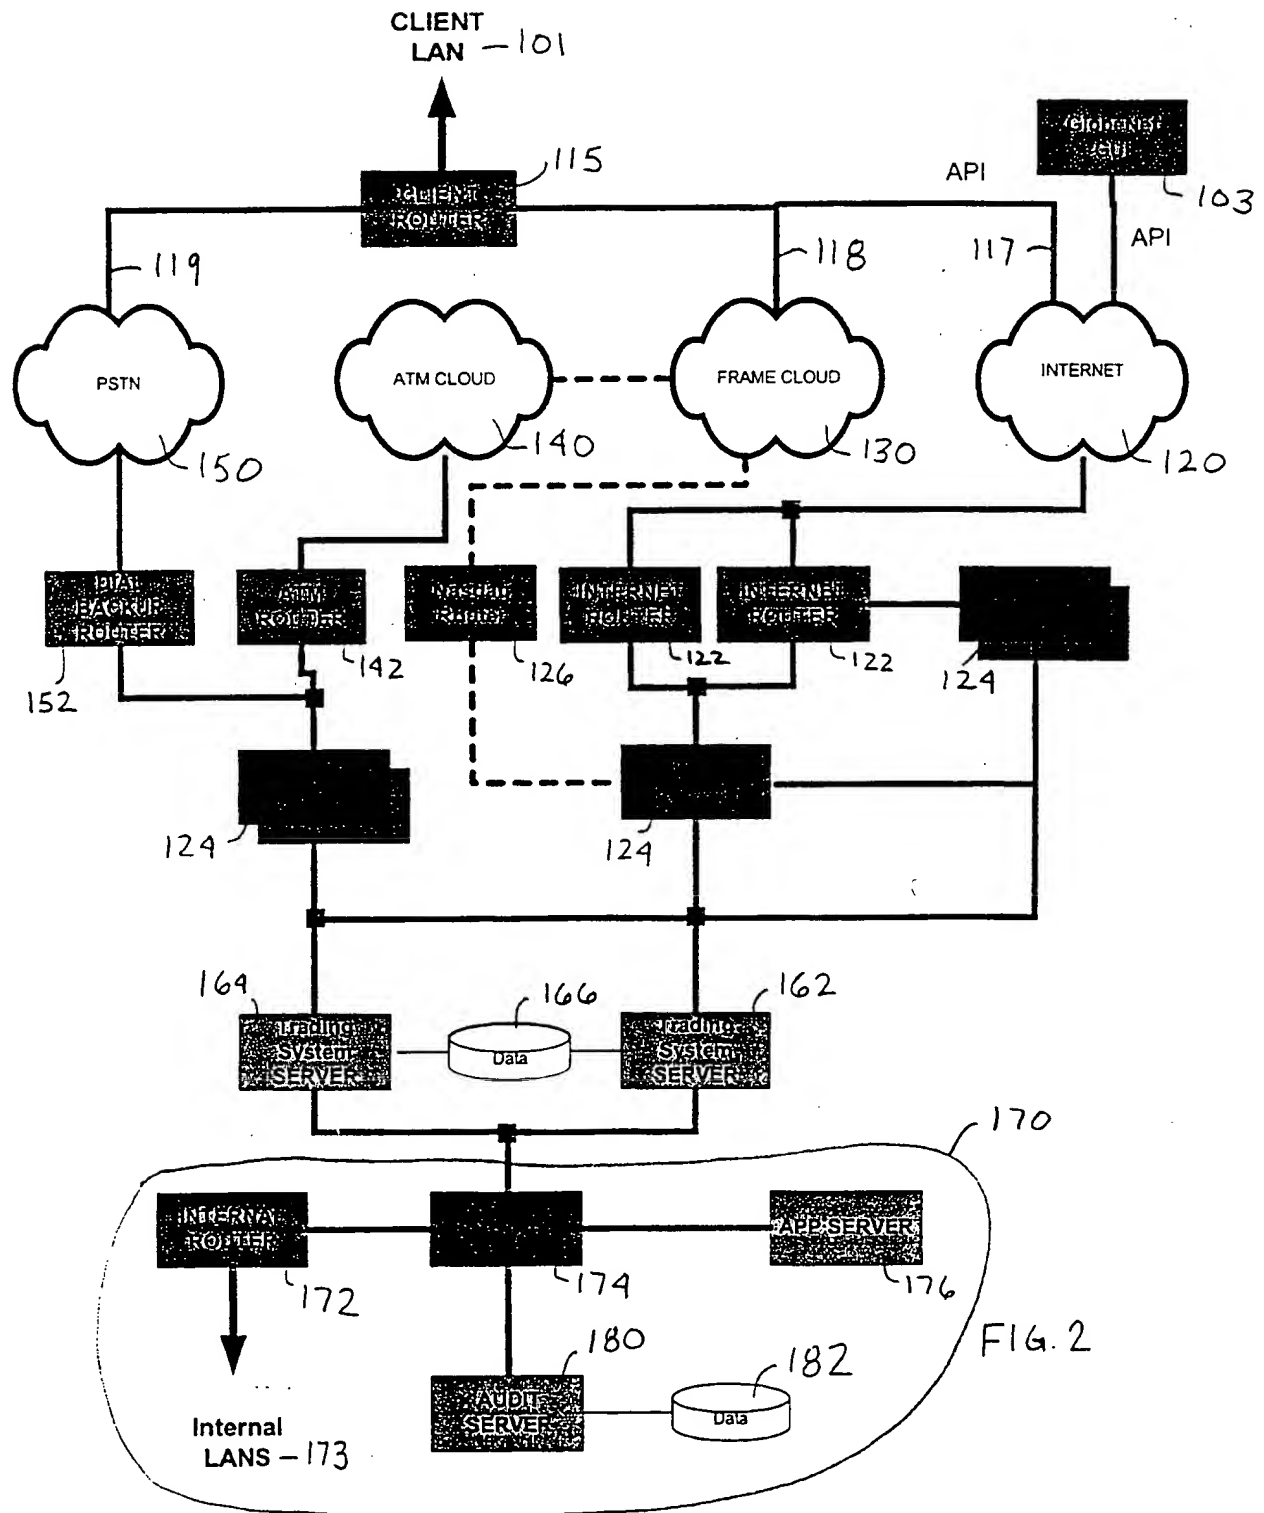 CLIENT
LAN — 101
GlobeNet
GUI
103
API
API
115
CLIENT
ROUTER
119
118
117
PSTN
150
ATM CLOUD
140
FRAME CLOUD
130
INTERNET
120
BACKUP
ROUTER
152
ATM
ROUTER
142
Nasdaq
Router
126
INTERNET
ROUTER
122
INTERNET
ROUTER
122
124
124
124
164
Trading
System
SERVER
166
Data
162
Trading
System
SERVER
170
INTERNAL
ROUTER
172
174
APP SERVER
176
180
AUDIT
SERVER
182
Data
Internal
LANS — 173
FIG. 2